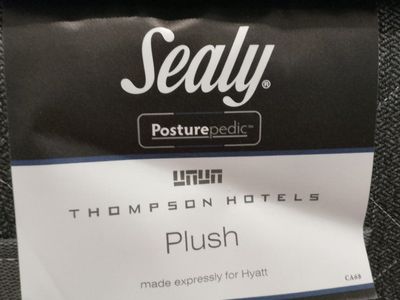 Sealy®
Posturepedic™
THOMPSON HOTELS
Plush
made expressly for Hyatt
CA68